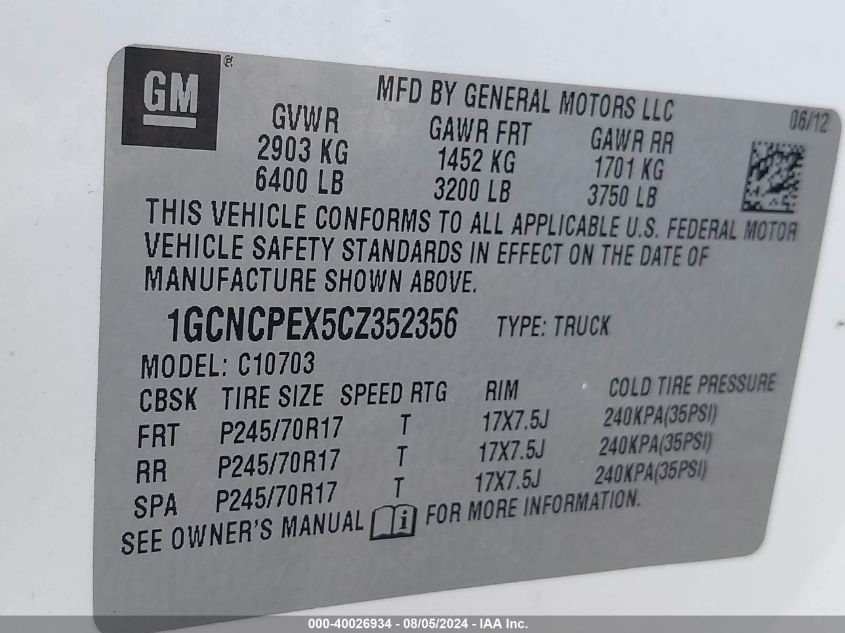 GM ®
MFD BY GENERAL MOTORS LLC
06/12
GVWR GAWR FRT GAWR RR
2903 KG 1452 KG 1701 KG
6400 LB 3200 LB 3750 LB
THIS VEHICLE CONFORMS TO ALL APPLICABLE U.S. FEDERAL MOTOR
VEHICLE SAFETY STANDARDS IN EFFECT ON THE DATE OF
MANUFACTURE SHOWN ABOVE.
1GCNCPEX5CZ352356 TYPE: TRUCK
MODEL: C10703
CBSK TIRE SIZE SPEED RTG RIM COLD TIRE PRESSURE
FRT P245/70R17 T 17X7.5J 240KPA(35PSI)
RR P245/70R17 T 17X7.5J 240KPA(35PSI)
SPA P245/70R17 T 17X7.5J 240KPA(35PSI)
SEE OWNER'S MANUAL i FOR MORE INFORMATION.
000-40026934 - 08/05/2024 - IAA Inc.